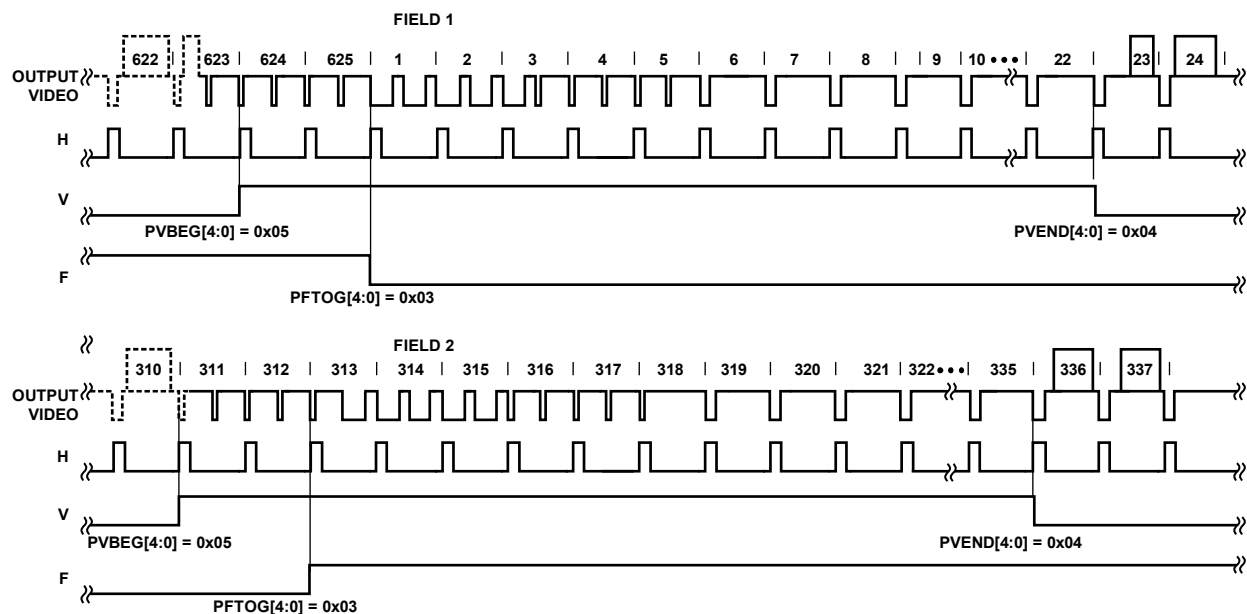 FIELD 1
622 623 624 625 1 2 3 4 5 6 7 8 9 10 ••• 22 23 24
OUTPUT
VIDEO
H
V
PVBEG[4:0] = 0x05
PVEND[4:0] = 0x04
F
PFTOG[4:0] = 0x03
FIELD 2
310 311 312 313 314 315 316 317 318 319 320 321 322 ••• 335 336 337
OUTPUT
VIDEO
H
V
PVBEG[4:0] = 0x05
PVEND[4:0] = 0x04
F
PFTOG[4:0] = 0x03